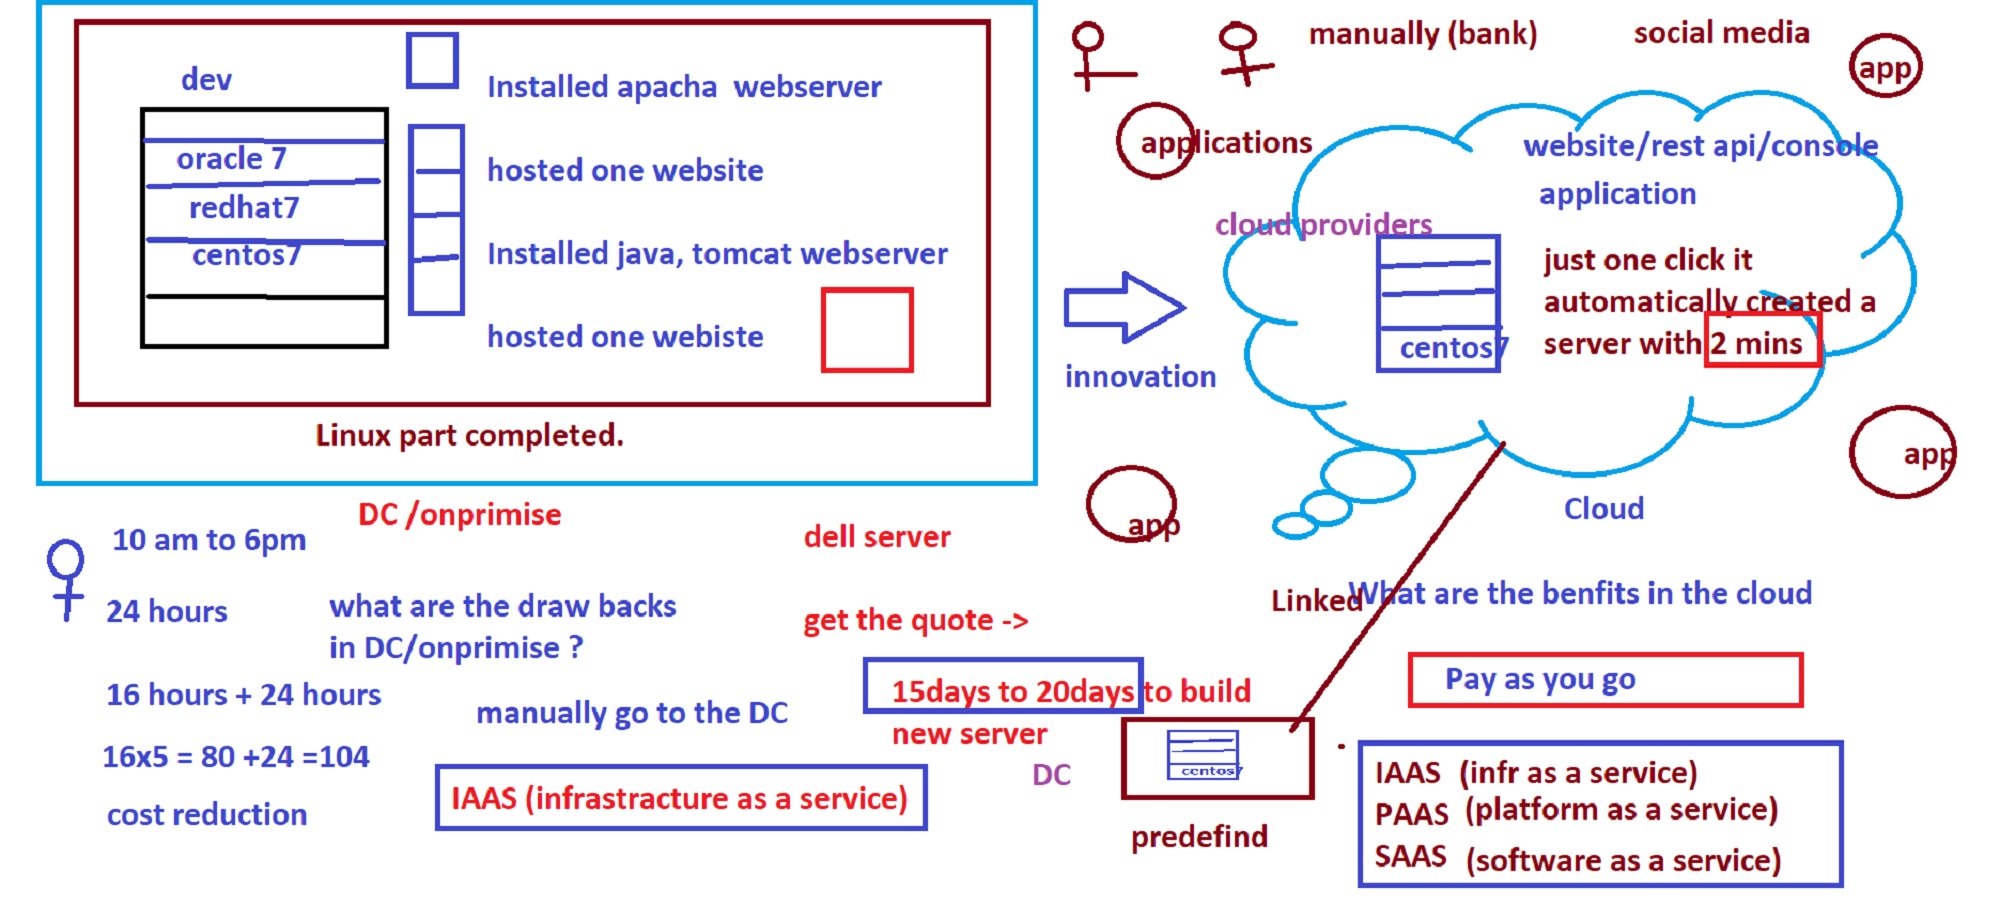 dev
oracle 7
redhat7
centos7
Installed apacha  webserver
hosted one website
Installed java, tomcat webserver
hosted one webiste
Linux part completed.
manually (bank)
social media
app
applications
website/rest api/console
application
cloud providers
just one click it
automatically created a
server with 2 mins
centos7
innovation
app
app
Cloud
DC /onprimise
10 am to 6pm
24 hours
what are the draw backs
in DC/onprimise ?
16 hours + 24 hours
manually go to the DC
16x5 = 80 +24 =104
cost reduction
IAAS (infrastracture as a service)
dell server
get the quote ->
15days to 20days to build
new server
DC
centos7
predefind
Linked
What are the benfits in the cloud
Pay as you go
IAAS  (infr as a service)
PAAS  (platform as a service)
SAAS  (software as a service)